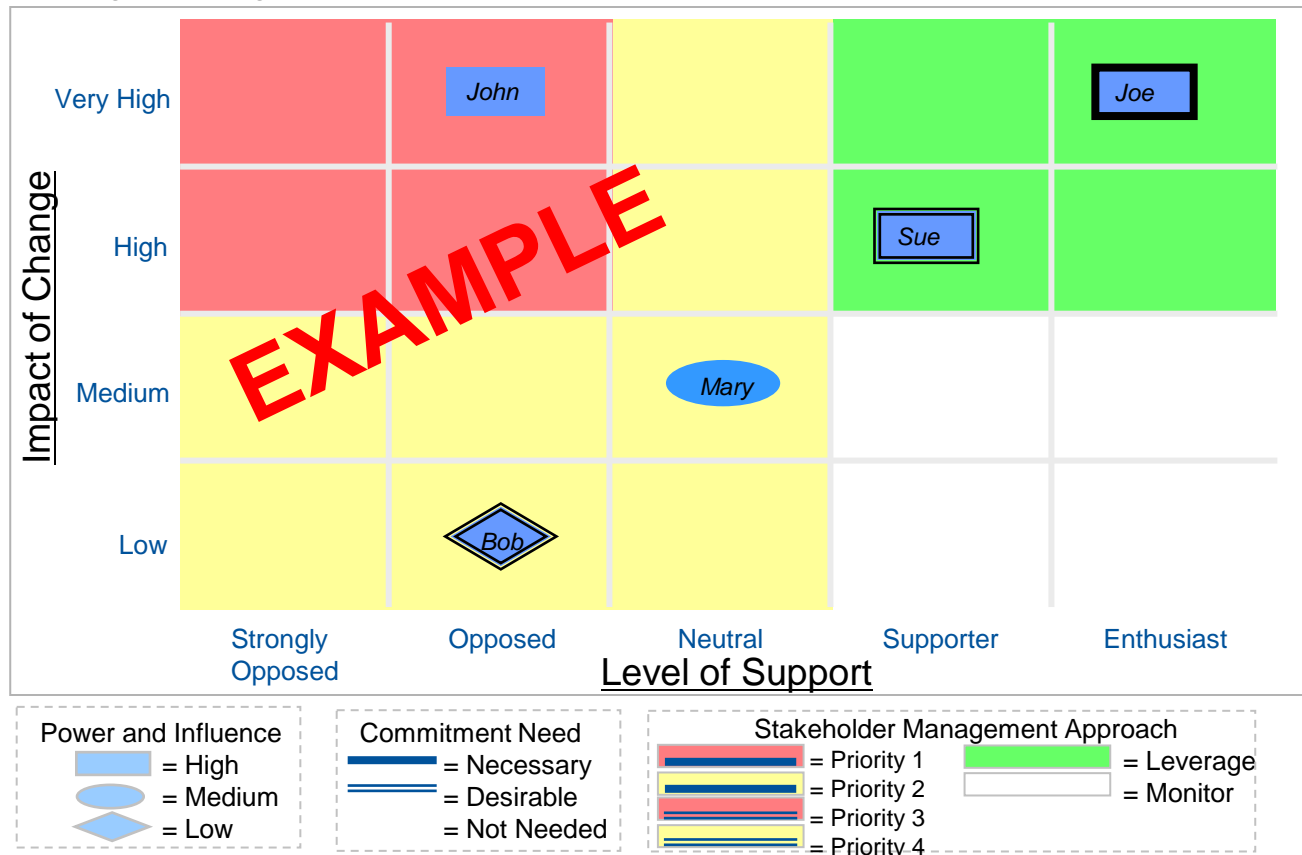 Very High
High
Medium
Low
Impact of Change
John
Joe
Sue
EXAMPLE
Mary
Bob
Strongly
Opposed
Opposed
Neutral
Supporter
Enthusiast
Level of Support
Power and Influence
= High
= Medium
= Low
Commitment Need
= Necessary
= Desirable
= Not Needed
Stakeholder Management Approach
= Priority 1
= Priority 2
= Priority 3
= Priority 4
= Leverage
= Monitor